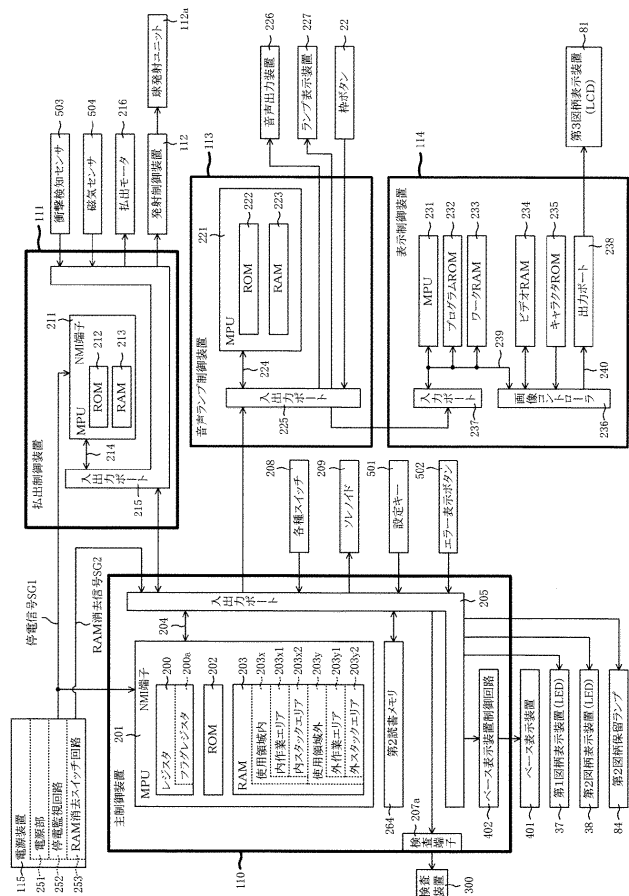 115
電源装置
251
電源部
252
停電監視回路
253
RAM消去スイッチ回路
停電信号SG1
RAM消去信号SG2
払出制御装置
111
211
NMI端子
MPU
ROM
212
RAM
213
214
入出力ポート
215
衝撃検知センサ
503
磁気センサ
504
払出モータ
216
発射制御装置
112
球発射ユニット
112a
主制御装置
110
201
MPU
NMI端子
レジスタ
200
フラグレジスタ
200a
ROM
202
RAM
203
使用領域内
203x
内作業エリア
203x1
内スタックエリア
203x2
使用領域外
203y
外作業エリア
203y1
外スタックエリア
203y2
204
入出力ポート
205
第2読書メモリ
264
207a
検査端子
検査装置
300
音声ランプ制御装置
113
221
MPU
ROM
222
RAM
223
224
入出力ポート
225
音声出力装置
226
ランプ表示装置
227
枠ボタン
22
各種スイッチ
208
ソレノイド
209
設定キー
501
エラー表示ボタン
502
表示制御装置
114
MPU
231
プログラムROM
232
ワークRAM
233
ビデオRAM
234
キャラクタROM
235
出力ポート
238
239
240
入力ポート
237
画像コントローラ
236
第3図柄表示装置
(LCD)
81
402
ベース表示装置制御回路
401
ベース表示装置
37
第1図柄表示装置(LED)
38
第2図柄表示装置(LED)
84
第2図柄保留ランプ